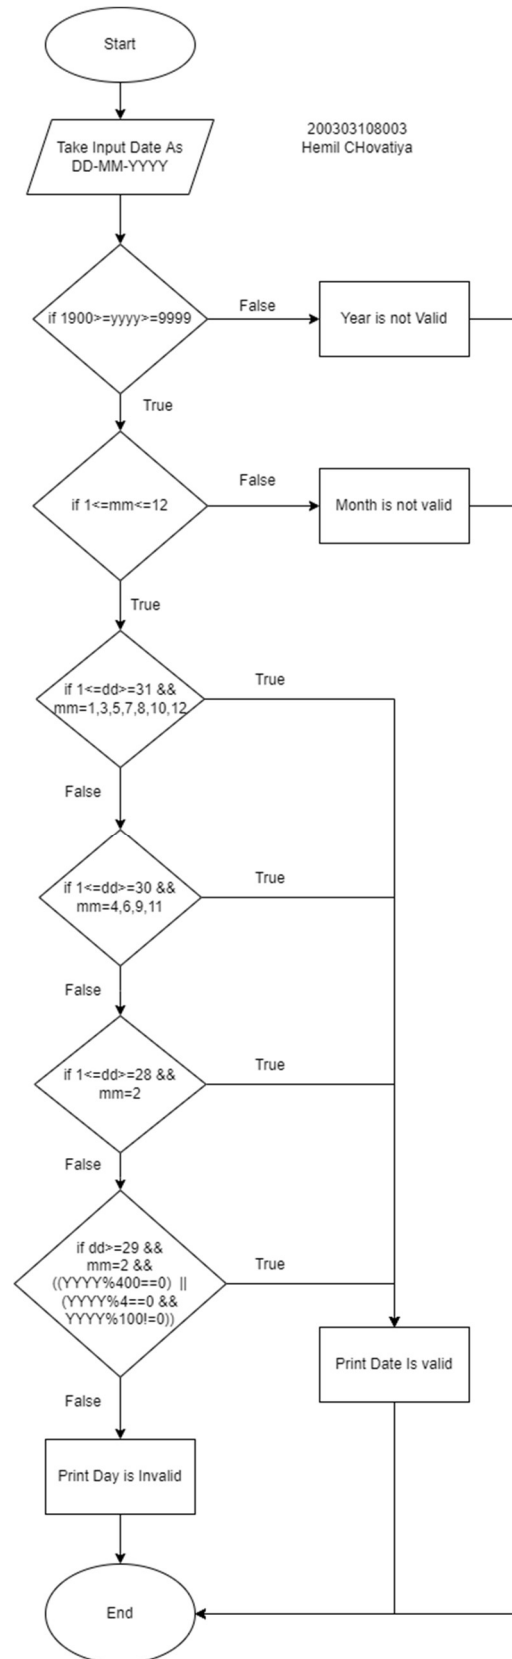 Start
Take Input Date As
DD-MM-YYYY
200303108003
Hemil CHovatiya
if 1900>=yyyy>=9999
False
Year is not Valid
True
if 1<=mm<=12
False
Month is not valid
True
if 1<=dd>=31 &&
mm=1,3,5,7,8,10,12
True
False
if 1<=dd>=30 &&
mm=4,6,9,11
True
False
if 1<=dd>=28 &&
mm=2
True
False
if dd>=29 &&
mm=2 &&
((YYYY%400==0) ||
(YYYY%4==0 &&
YYYY%100!=0))
True
Print Date Is valid
False
Print Day is Invalid
End